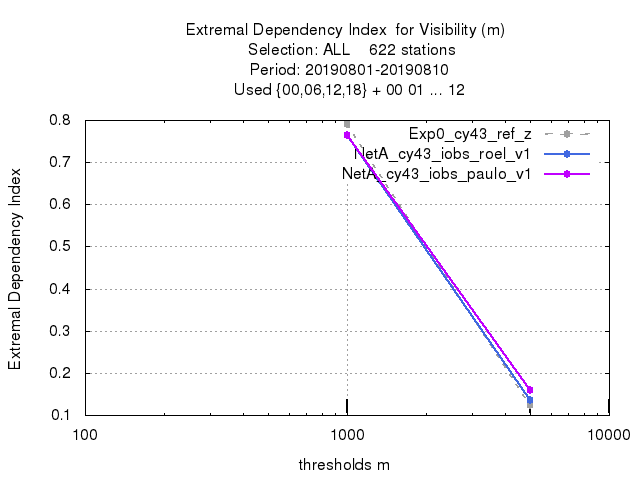 Extremal Dependency Index  for Visibility (m)
Selection: ALL    622 stations
Period: 20190801-20190810
Used {00,06,12,18} + 00 01 ... 12
Exp0_cy43_ref_z
NetA_cy43_iobs_roel_v1
NetA_cy43_iobs_paulo_v1
Extremal Dependency Index
0.8
0.7
0.6
0.5
0.4
0.3
0.2
0.1
100
1000
10000
thresholds m